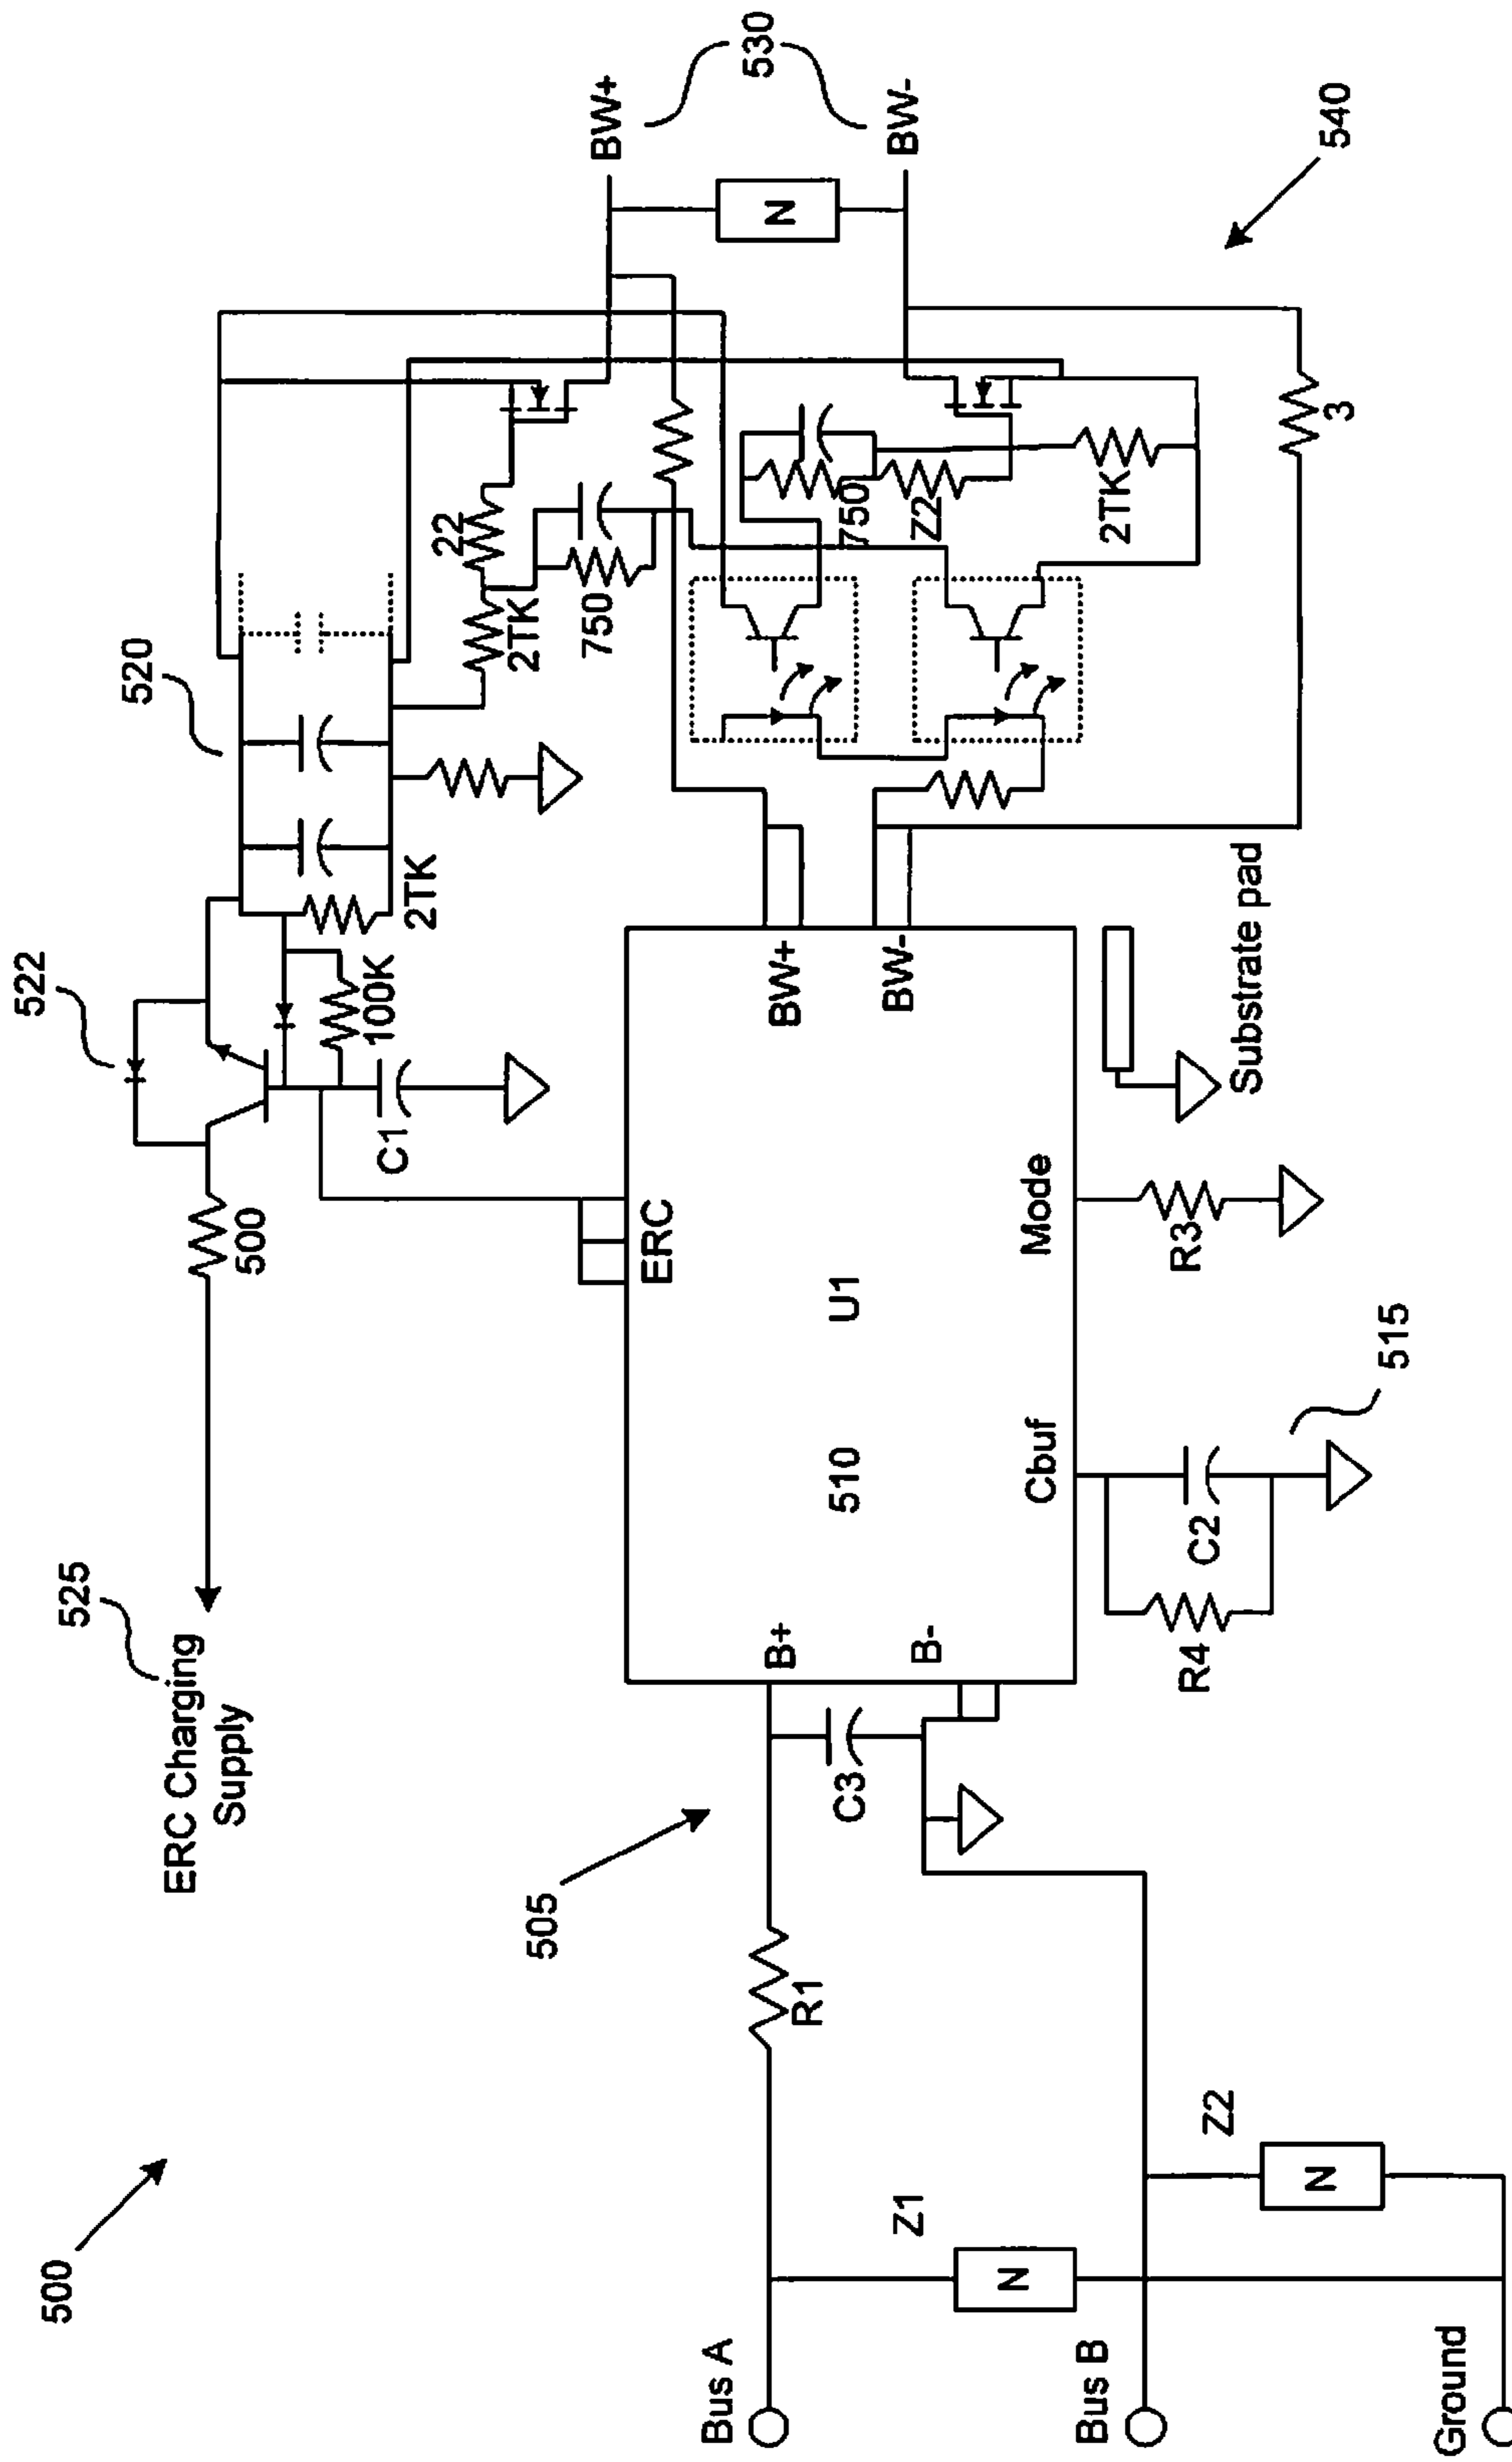 500
525
ERC Charging
Supply
522
520
530
500
100K
2TK
22
2TK
750
BW+
C1
505
ERC
BW+
BW-
750
Z2
2TK
BW-
540
Bus A
R1
C3
B+
B-
510
U1
Z1
N
N
3
Bus B
Cbuf
Mode
Substrate pad
Z2
N
R4
C2
R3
515
Ground